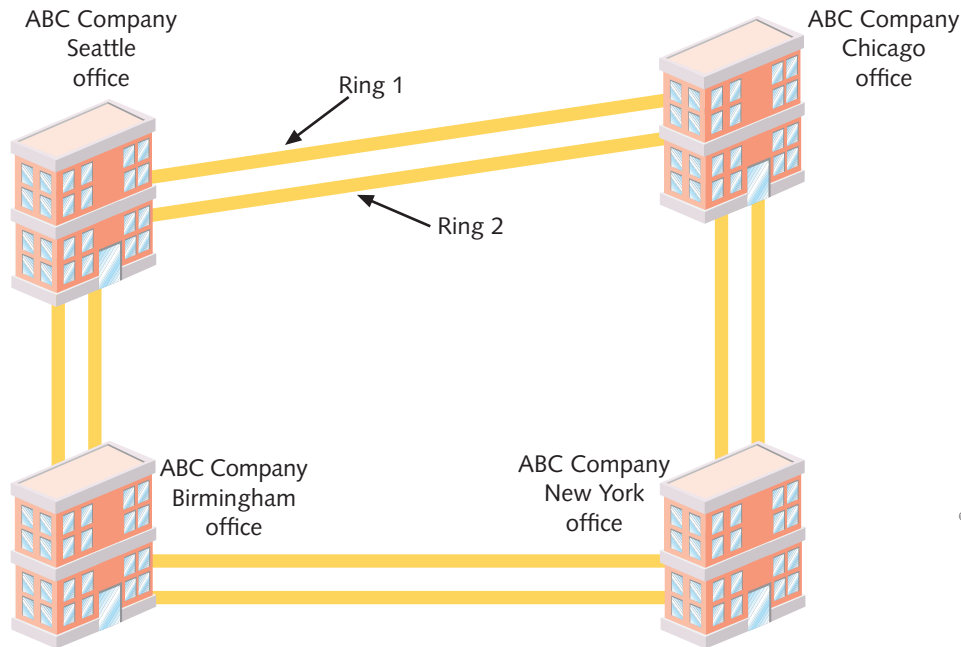 ABC Company
Seattle
office
ABC Company
Chicago
office
Ring 1
Ring 2
ABC Company
Birmingham
office
ABC Company
New York
office